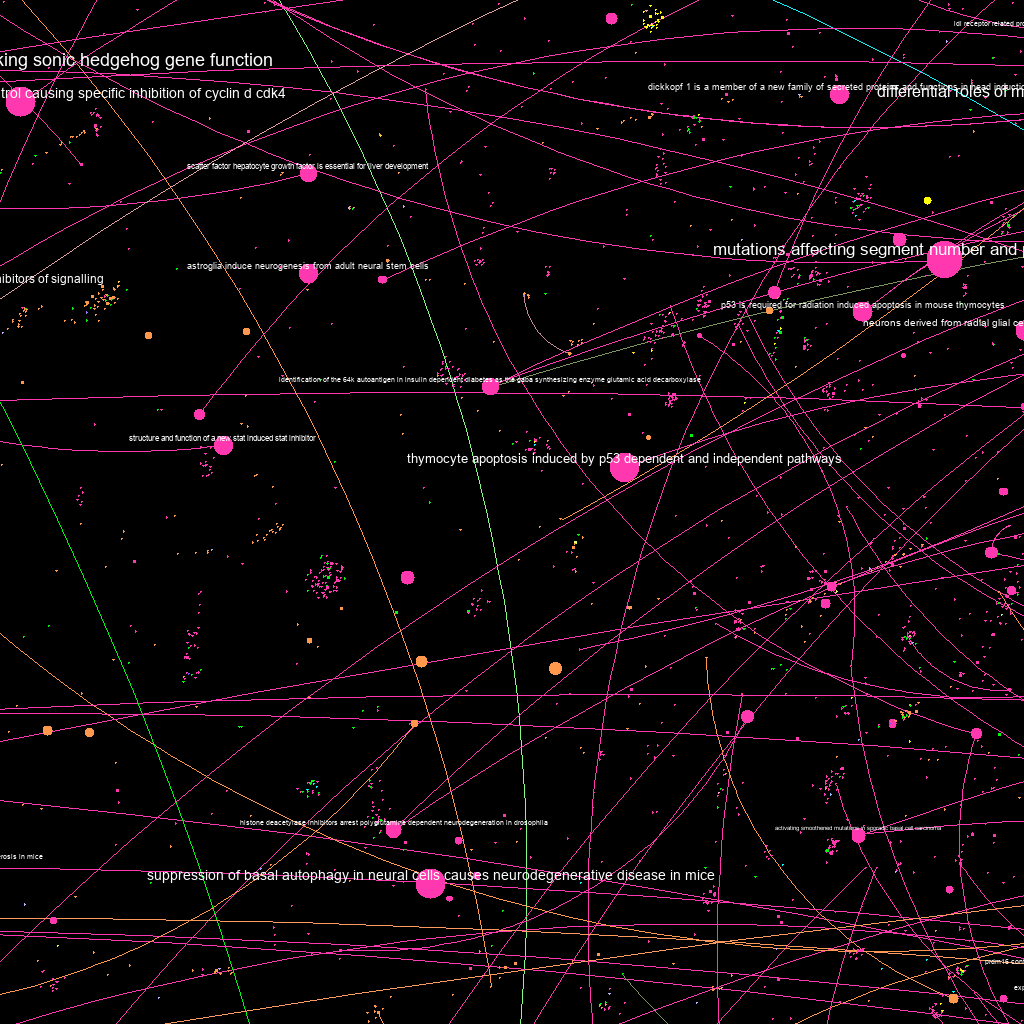 ldl receptor related pro
king sonic hedgehog gene function
dickkopf 1 is a member of a new family of secreted proteins and functions in head inductio
trol causing specific inhibition of cyclin d cdk4
differential roles of m
scatter factor hepatocyte growth factor is essential for liver development
mutations affecting segment number and p
astroglia induce neurogenesis from adult neural stem cells
hibitors of signalling
p53 is required for radiation induced apoptosis in mouse thymocytes
neurons derived from radial glial ce
identification of the 64k autoantigen in insulin dependent diabetes as the gaba synthesizing enzyme glutamic acid decarboxylase
structure and function of a new stat induced stat inhibitor
thymocyte apoptosis induced by p53 dependent and independent pathways
histone deacetylase inhibitors arrest polyglutamine dependent neurodegeneration in drosophila
activating smoothened mutations in sporadic basal cell carcinoma
erosis in mice
suppression of basal autophagy in neural cells causes neurodegenerative disease in mice
prdm16 con
exp